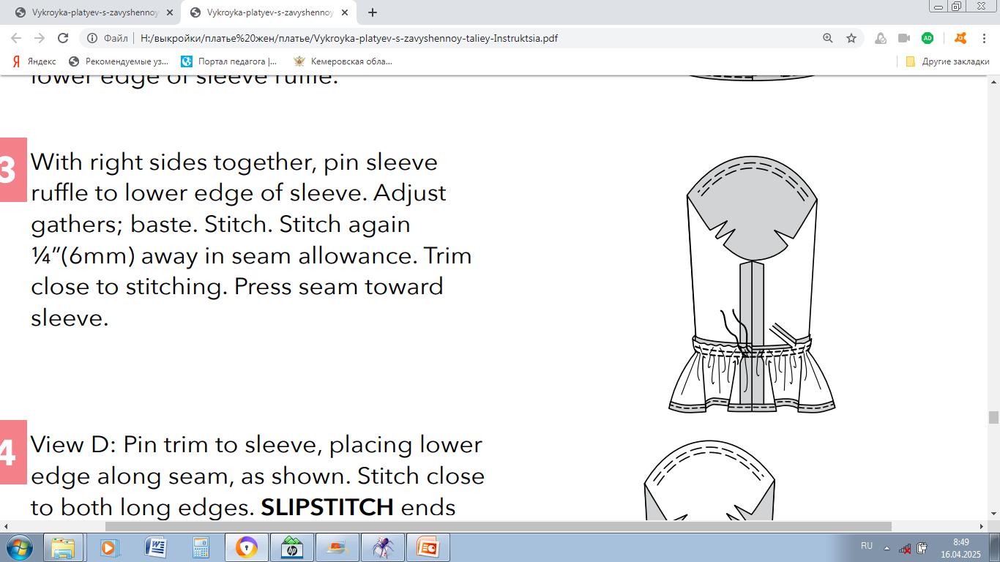 Vykroyka-platyev-s-zavyshennoy
Vykroyka-platyev-s-zavyshennoy
Файл
H:/выкройки/платье%20жен/платье/Vykroyka-platyev-s-zavyshennoy-taliey-Instruktsia.pdf
AD
Я Яндекс
Рекомендуемые уз...
Портал педагога |...
Кемеровская обла...
Другие закладки
lower edge of sleeve ruffle.
3
With right sides together, pin sleeve
ruffle to lower edge of sleeve. Adjust
gathers; baste. Stitch. Stitch again
¼”(6mm) away in seam allowance. Trim
close to stitching. Press seam toward
sleeve.
4
View D: Pin trim to sleeve, placing lower
edge along seam, as shown. Stitch close
to both long edges. SLIPSTITCH ends
W
hp
RU
8:49
16.04.2025